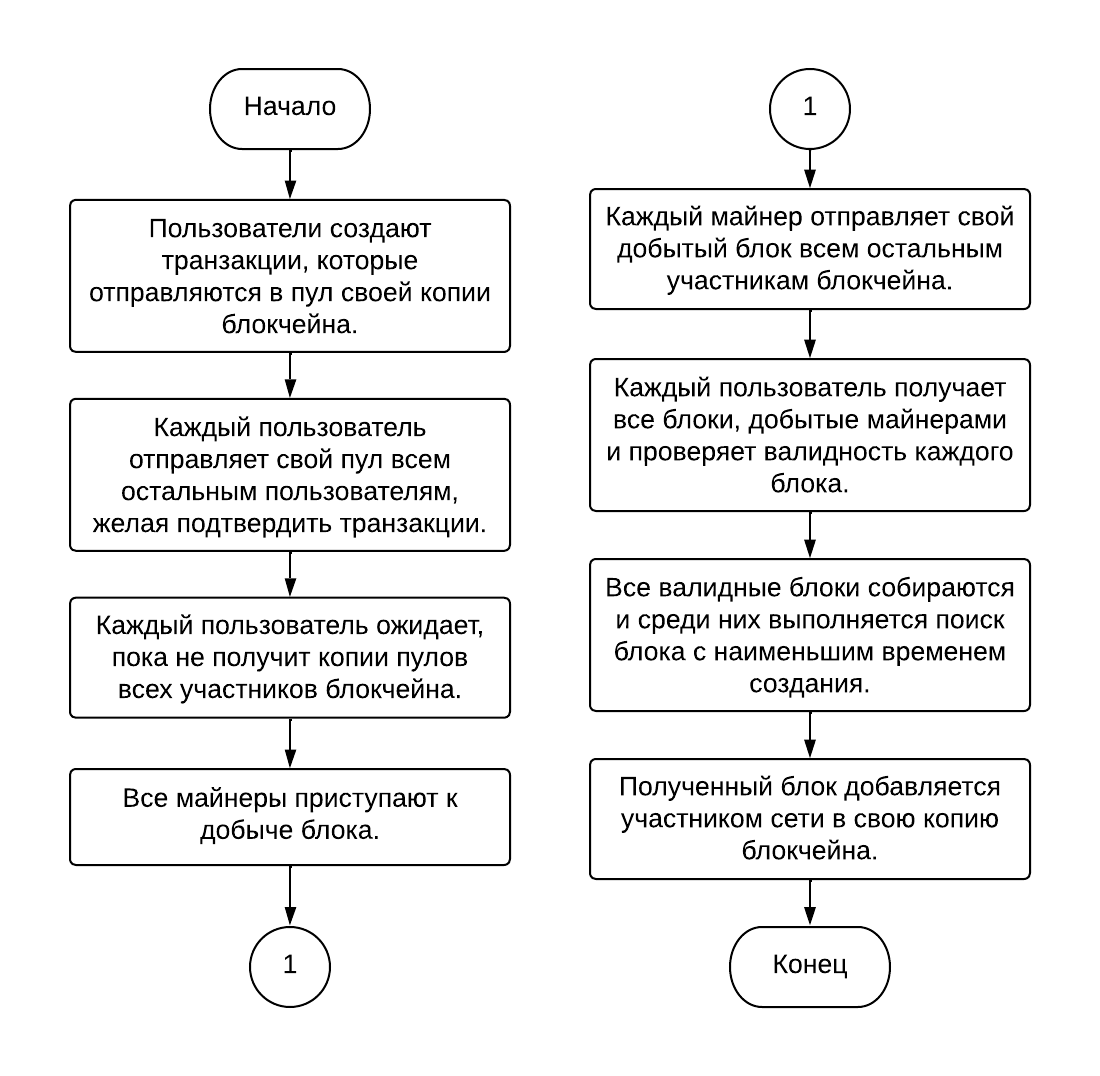 Начало
Пользователи создают
транзакции, которые
отправляются в пул своей копии
блокчейна.
Каждый пользователь
отправляет свой пул всем
остальным пользователям,
желая подтвердить транзакции.
Каждый пользователь ожидает,
пока не получит копии пулов
всех участников блокчейна.
Все майнеры приступают к
добыче блока.
1
1
Каждый майнер отправляет свой
добытый блок всем остальным
участникам блокчейна.
Каждый пользователь получает
все блоки, добытые майнерами
и проверяет валидность каждого
блока.
Все валидные блоки собираются
и среди них выполняется поиск
блока с наименьшим временем
создания.
Полученный блок добавляется
участником сети в свою копию
блокчейна.
Конец